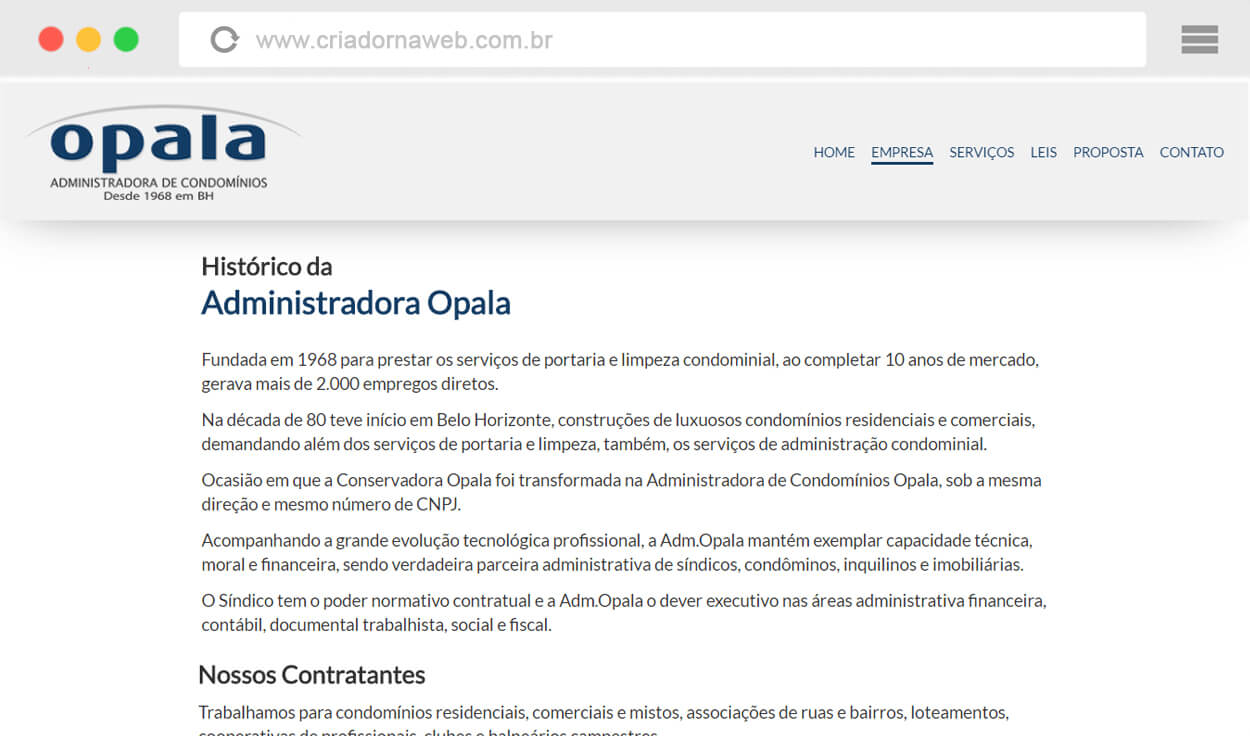 www.criadornaweb.com.br
opala
ADMINISTRADORA DE CONDOMÍNIOS
Desde 1968 em BH
HOME EMPRESA SERVIÇOS LEIS PROPOSTA CONTATO
Histórico da
Administradora Opala
Fundada em 1968 para prestar os serviços de portaria e limpeza condominial, ao completar 10 anos de mercado,
gerava mais de 2.000 empregos diretos.
Na década de 80 teve início em Belo Horizonte, construções de luxuosos condomínios residenciais e comerciais,
demandando além dos serviços de portaria e limpeza, também, os serviços de administração condominial.
Ocasião em que a Conservadora Opala foi transformada na Administradora de Condomínios Opala, sob a mesma
direção e mesmo número de CNPJ.
Acompanhando a grande evolução tecnológica profissional, a Adm.Opala mantém exemplar capacidade técnica,
moral e financeira, sendo verdadeira parceira administrativa de síndicos, condôminos, inquilinos e imobiliárias.
O Síndico tem o poder normativo contratual e a Adm.Opala o dever executivo nas áreas administrativa financeira,
contábil, documental trabalhista, social e fiscal.
Nossos Contratantes
Trabalhamos para condomínios residenciais, comerciais e mistos, associações de ruas e bairros, loteamentos,
cooperativas de profissionais, clubes e balneários campestres.